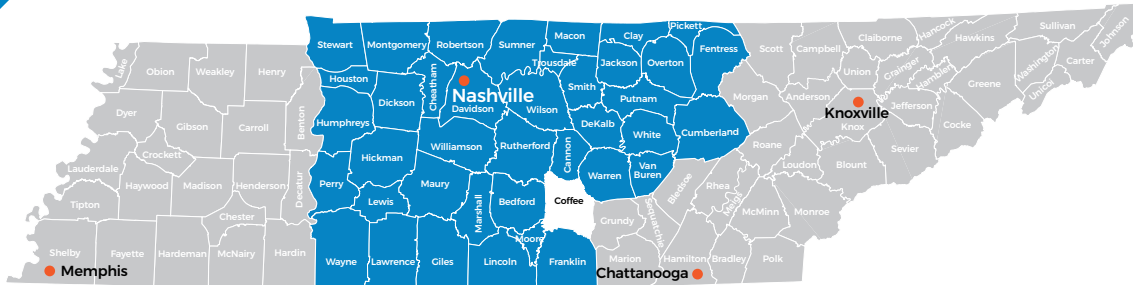 Stewart
Montgomery
Robertson
Sumner
Macon
Clay
Pickett
Fentress
Scott
Campbell
Claiborne
Hancock
Hawkins
Sullivan
Johnson
Lake
Obion
Weakley
Henry
Houston
Dickson
Cheatham
Nashville
Davidson
Trousdale
Wilson
Smith
Jackson
Overton
Putnam
Morgan
Anderson
Union
Grainger
Hamblen
Greene
Washington
Unicoi
Carter
Dyer
Gibson
Carroll
Benton
Humphreys
Hickman
Williamson
Rutherford
Cannon
DeKalb
White
Cumberland
Roane
Knoxville
Knox
Jefferson
Cocke
Sevier
Lauderdale
Crockett
Haywood
Madison
Henderson
Decatur
Perry
Lewis
Maury
Marshall
Bedford
Coffee
Warren
Van
Buren
Bledsoe
Rhea
Meigs
Loudon
Blount
Tipton
Chester
Moore
Grundy
Sequatchie
McMinn
Monroe
Shelby
Memphis
Fayette
Hardeman
McNairy
Hardin
Wayne
Lawrence
Giles
Lincoln
Franklin
Marion
Chattanooga
Hamilton
Bradley
Polk